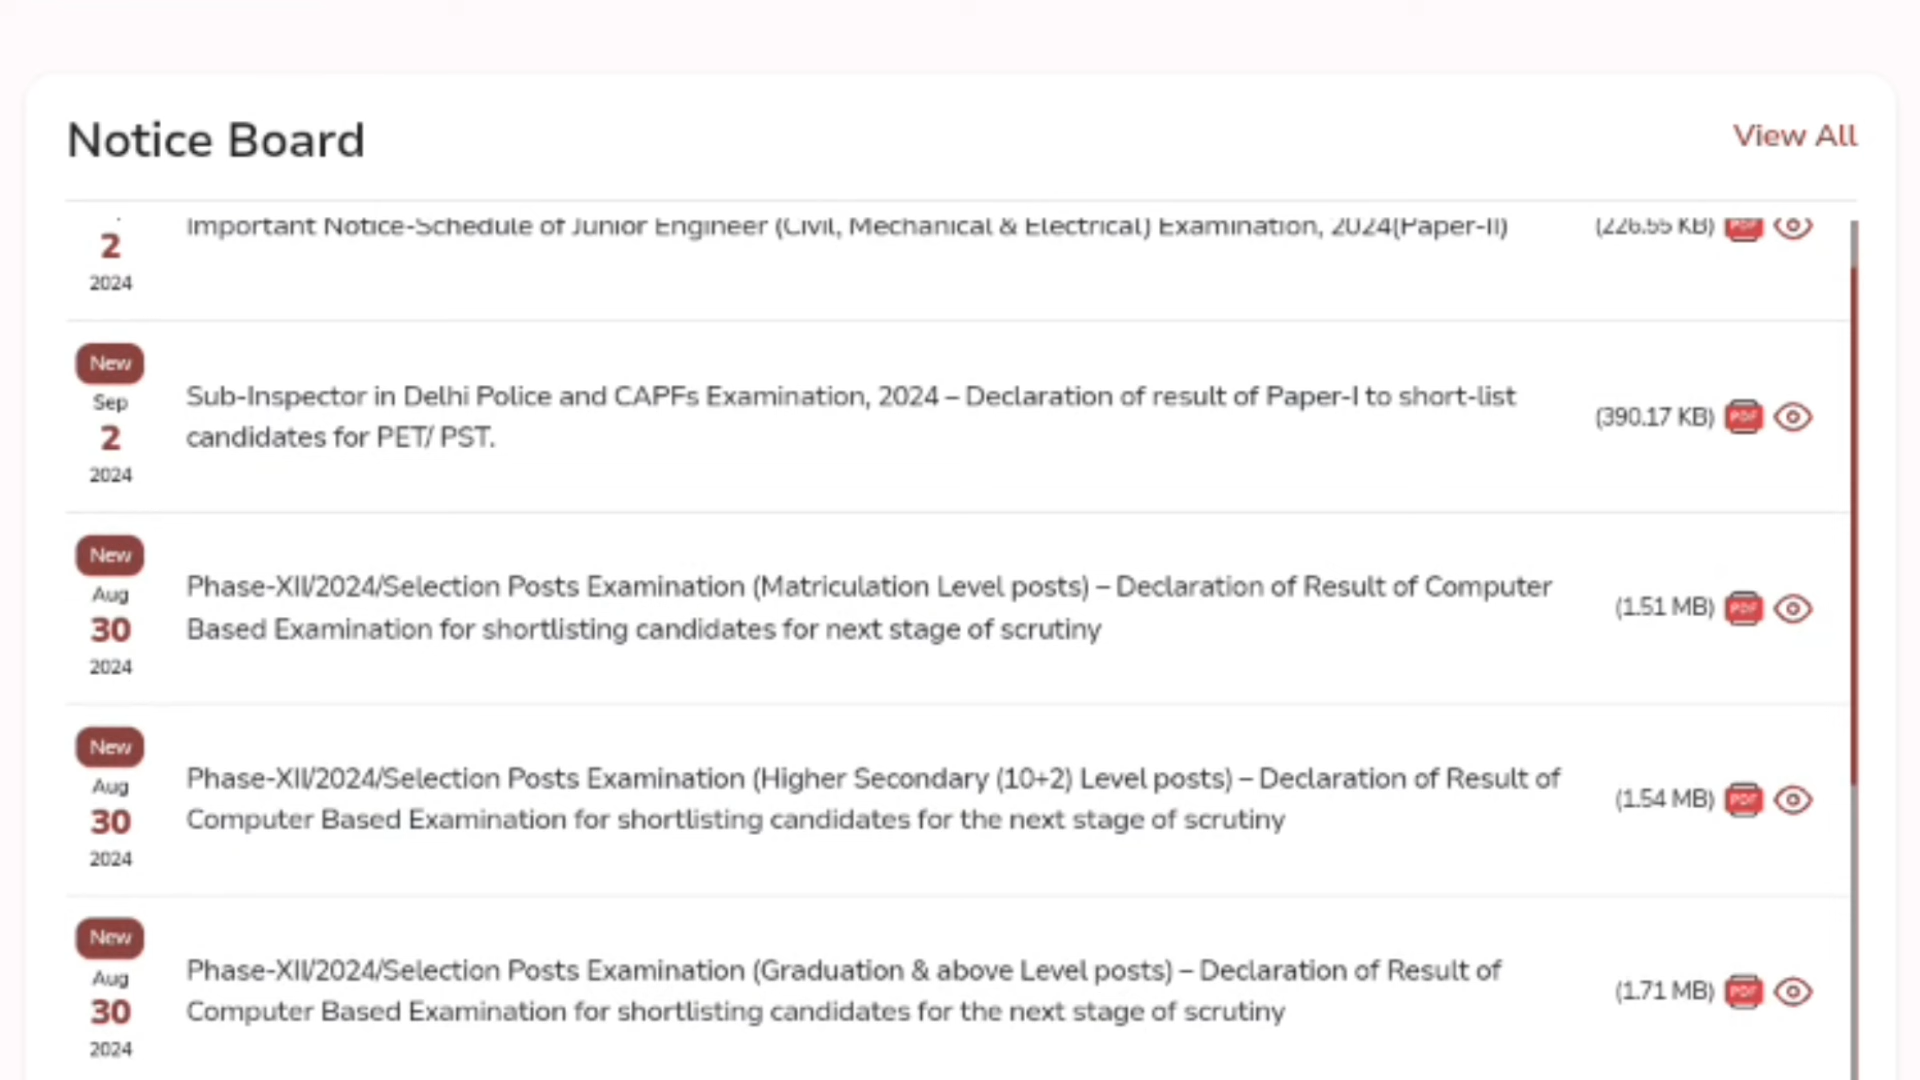 Notice Board
View All
Important Notice-Schedule of Junior Engineer (Civil, Mechanical & Electrical) Examination, 2024(Paper-II)
(226.55 KB) PDF
2
2024
New
Sep
2
2024
Sub-Inspector in Delhi Police and CAPFs Examination, 2024 – Declaration of result of Paper-I to short-list
candidates for PET/ PST.
(390.17 KB) PDF
New
Aug
30
2024
Phase-XII/2024/Selection Posts Examination (Matriculation Level posts) – Declaration of Result of Computer
Based Examination for shortlisting candidates for next stage of scrutiny
(1.51 MB) PDF
New
Aug
30
2024
Phase-XII/2024/Selection Posts Examination (Higher Secondary (10+2) Level posts) – Declaration of Result of
Computer Based Examination for shortlisting candidates for the next stage of scrutiny
(1.54 MB) PDF
New
Aug
30
2024
Phase-XII/2024/Selection Posts Examination (Graduation & above Level posts) – Declaration of Result of
Computer Based Examination for shortlisting candidates for the next stage of scrutiny
(1.71 MB) PDF